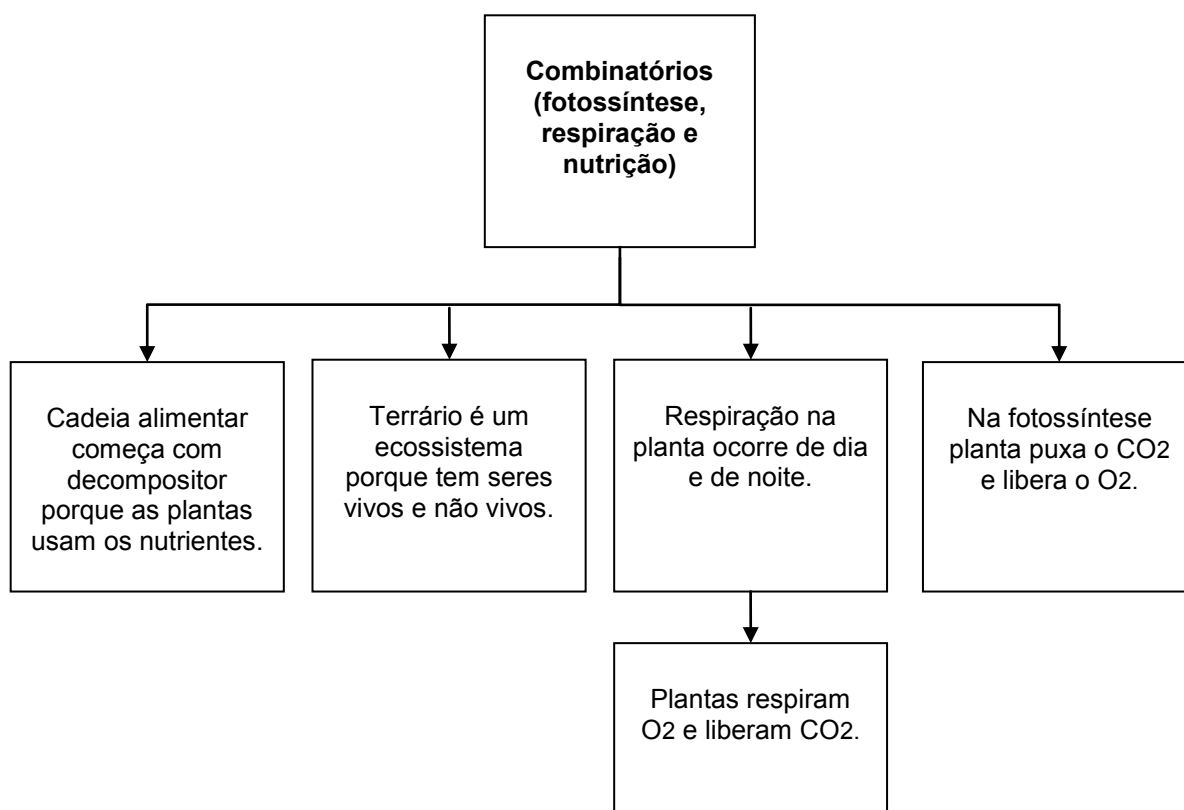 Combinatórios
(fotossíntese,
respiração e
nutrição)
Cadeia alimentar
começa com
decompositor
porque as plantas
usam os nutrientes.
Terrário é um
ecossistema
porque tem seres
vivos e não vivos.
Respiração na
planta ocorre de dia
e de noite.
Na fotossíntese
planta puxa o CO2
e libera o O2.
Plantas respiram
O2 e liberam CO2.